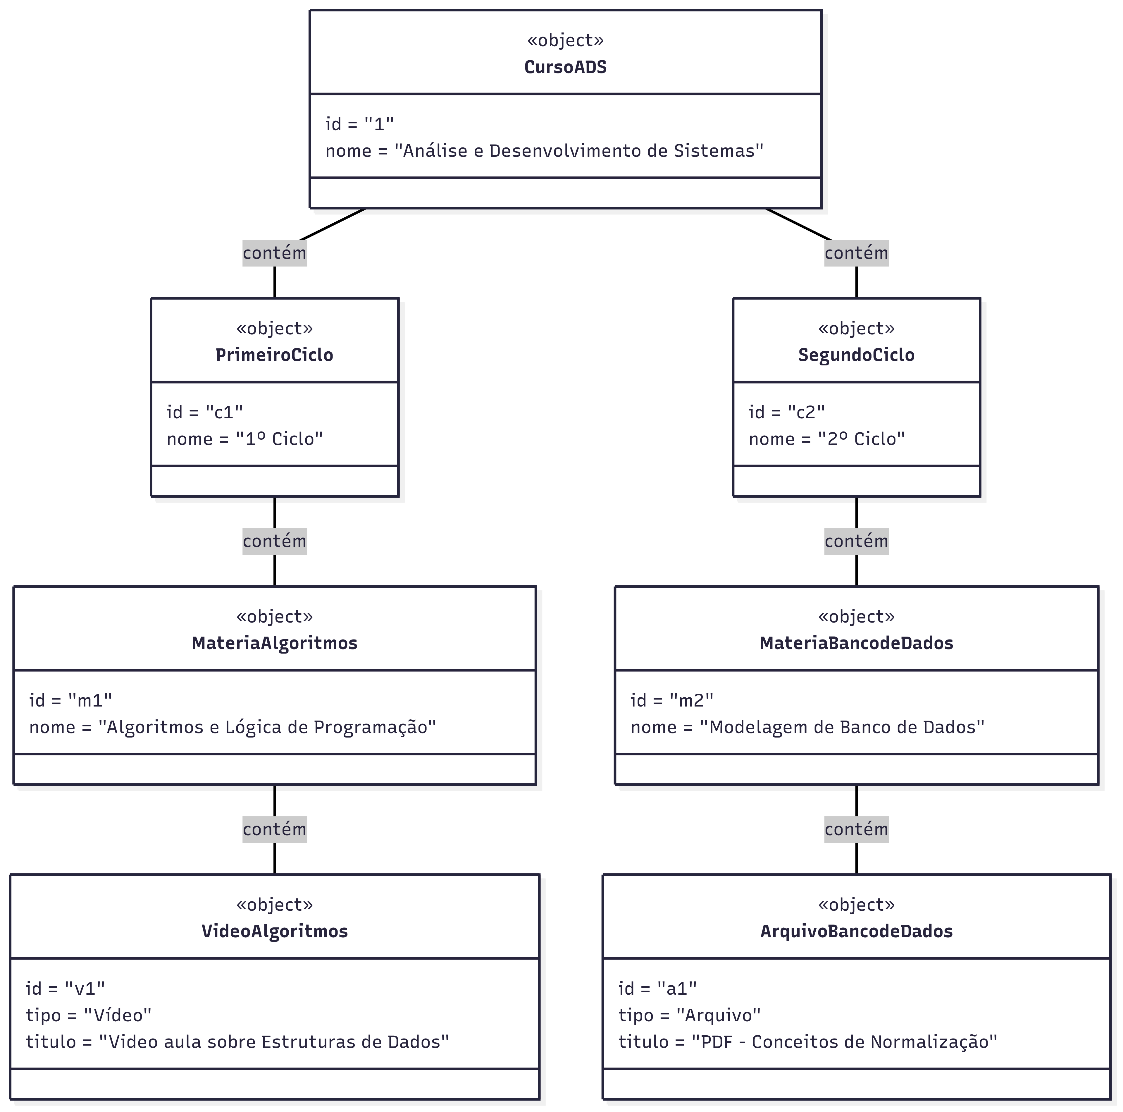 «object»
CursoADS
id = "1"
nome = "Análise e Desenvolvimento de Sistemas"
contém
contém
«object»
PrimeiroCiclo
id = "c1"
nome = "1º Ciclo"
«object»
SegundoCiclo
id = "c2"
nome = "2º Ciclo"
contém
contém
«object»
MateriaAlgoritmos
id = "m1"
nome = "Algoritmos e Lógica de Programação"
«object»
MateriaBancodeDados
id = "m2"
nome = "Modelagem de Banco de Dados"
contém
contém
«object»
VideoAlgoritmos
id = "v1"
tipo = "Vídeo"
titulo = "Video aula sobre Estruturas de Dados"
«object»
ArquivoBancodeDados
id = "a1"
tipo = "Arquivo"
titulo = "PDF - Conceitos de Normalização"